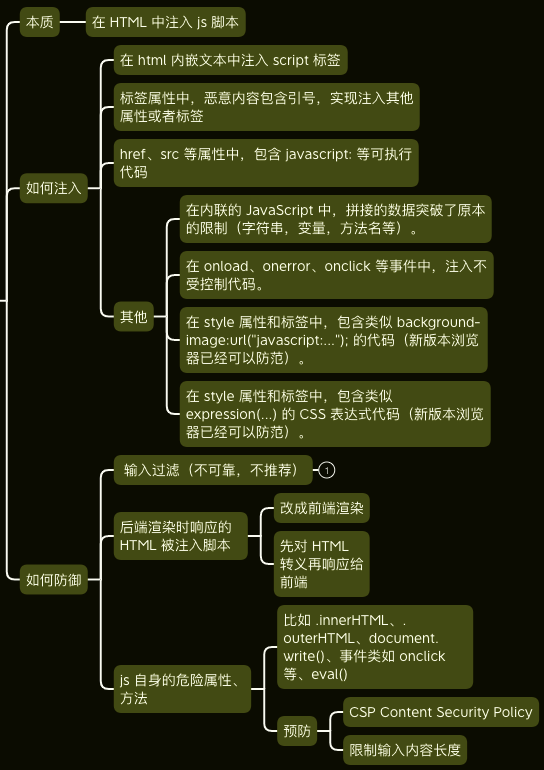 本质
在 HTML 中注入 js 脚本
如何注入
在 html 内嵌文本中注入 script 标签
标签属性中，恶意内容包含引号，实现注入其他
属性或者标签
href、src 等属性中，包含 javascript: 等可执行
代码
其他
在内联的 JavaScript 中，拼接的数据突破了原本
的限制（字符串，变量，方法名等）。
在 onload、onerror、onclick 等事件中，注入不
受控制代码。
在 style 属性和标签中，包含类似 background-
image:url("javascript:..."); 的代码（新版本浏览
器已经可以防范）。
在 style 属性和标签中，包含类似
expression(...) 的 CSS 表达式代码（新版本浏览
器已经可以防范）。
如何防御
输入过滤（不可靠，不推荐）
1
后端渲染时响应的
HTML 被注入脚本
改成前端渲染
先对 HTML
转义再响应给
前端
js 自身的危险属性、
方法
比如 .innerHTML、.
outerHTML、document.
write()、事件类如 onclick
等、eval()
预防
CSP Content Security Policy
限制输入内容长度